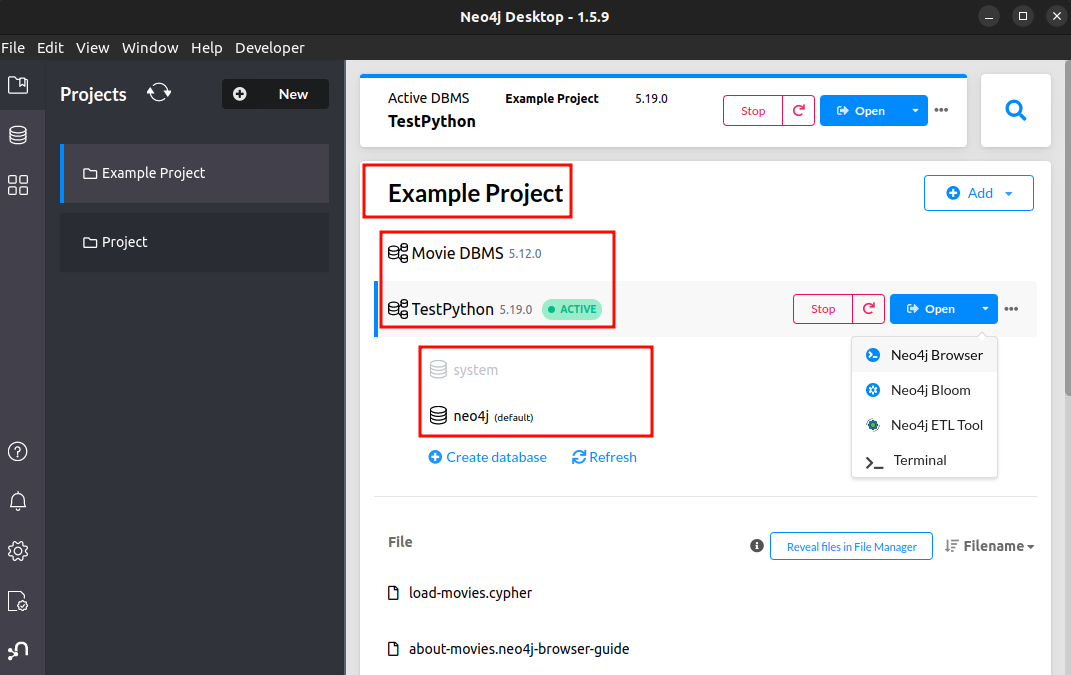 Neo4j Desktop - 1.5.9
File Edit View Window Help Developer
Projects
New
Example Project
Project
Active DBMS
TestPython
Example Project
5.19.0
Stop
Open
Example Project
Add
Movie DBMS 5.12.0
TestPython 5.19.0 ACTIVE
Stop
Open
Neo4j Browser
Neo4j Bloom
Neo4j ETL Tool
Terminal
system
neo4j (default)
Create database
Refresh
File
Reveal files in File Manager
Filename
load-movies.cypher
about-movies.neo4j-browser-guide